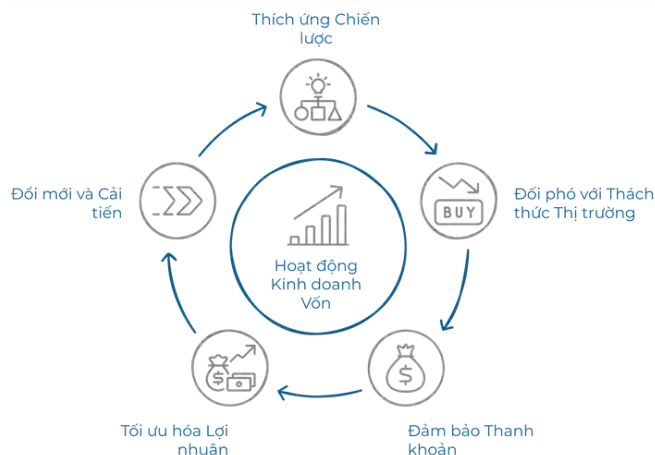 Thích ứng Chiến
lược
Đổi mới và Cải
tiến
BUY
Đối phó với Thách
thức Thị trường
Hoạt động
Kinh doanh
Vốn
$
$
Tối ưu hóa Lợi
nhuận
Đảm bảo Thanh
khoản